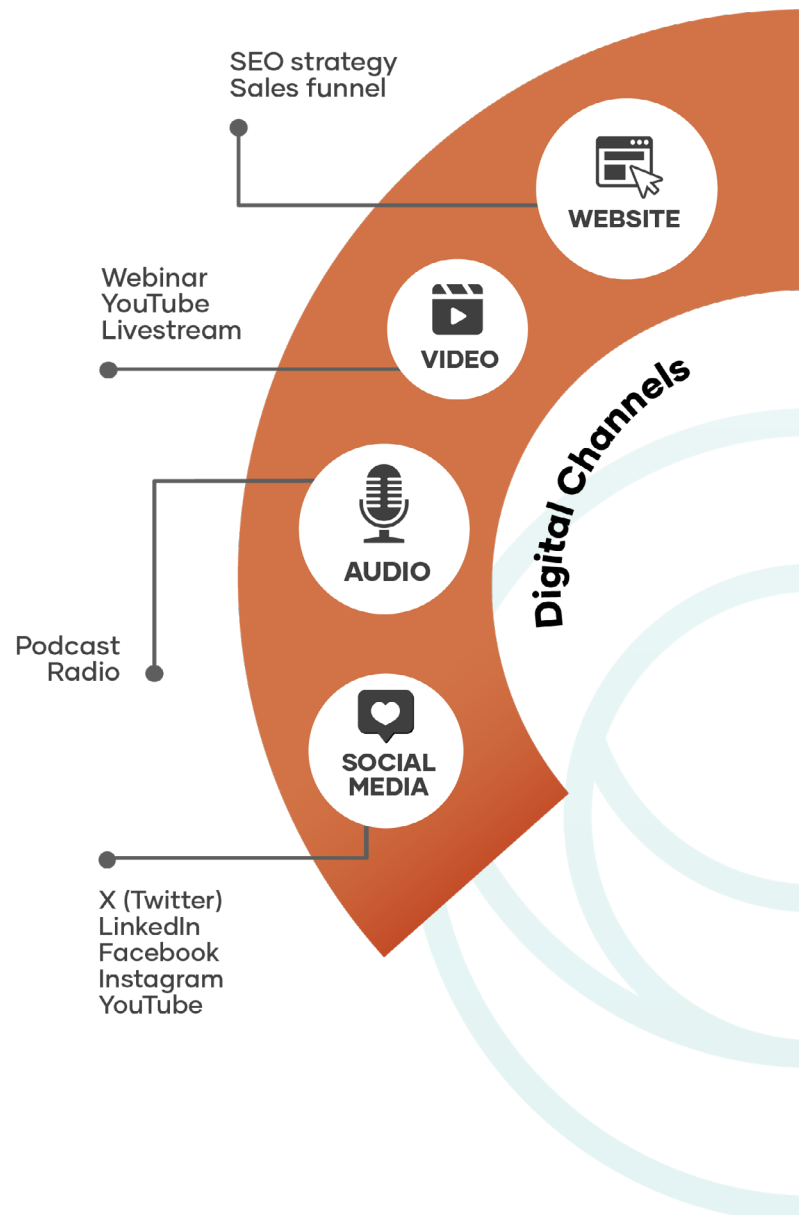 SEO strategy
Sales funnel
WEBSITE
Webinar
YouTube
Livestream
VIDEO
Digital Channels
AUDIO
Podcast
Radio
SOCIAL
MEDIA
X (Twitter)
LinkedIn
Facebook
Instagram
YouTube